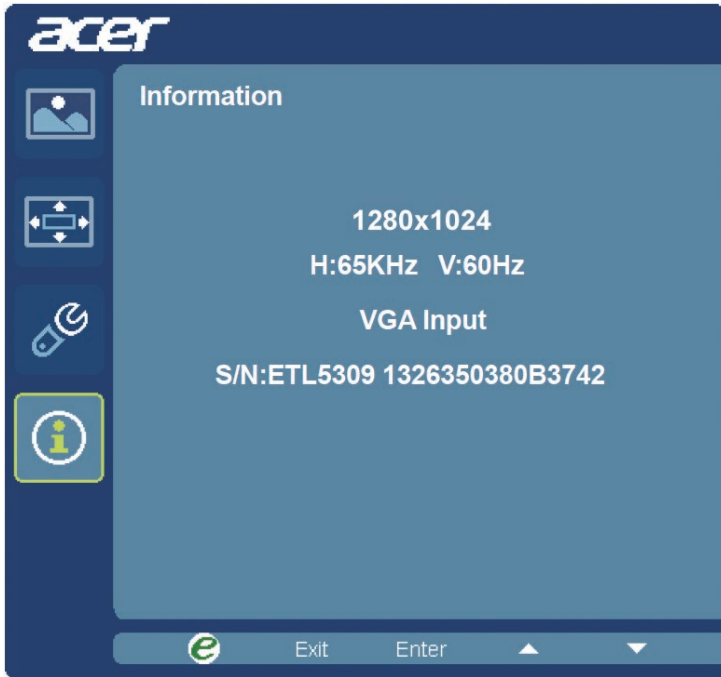 acer
Information
1280x1024
H:65KHz V:60Hz
VGA Input
S/N:ETL5309 1326350380B3742
e Exit Enter